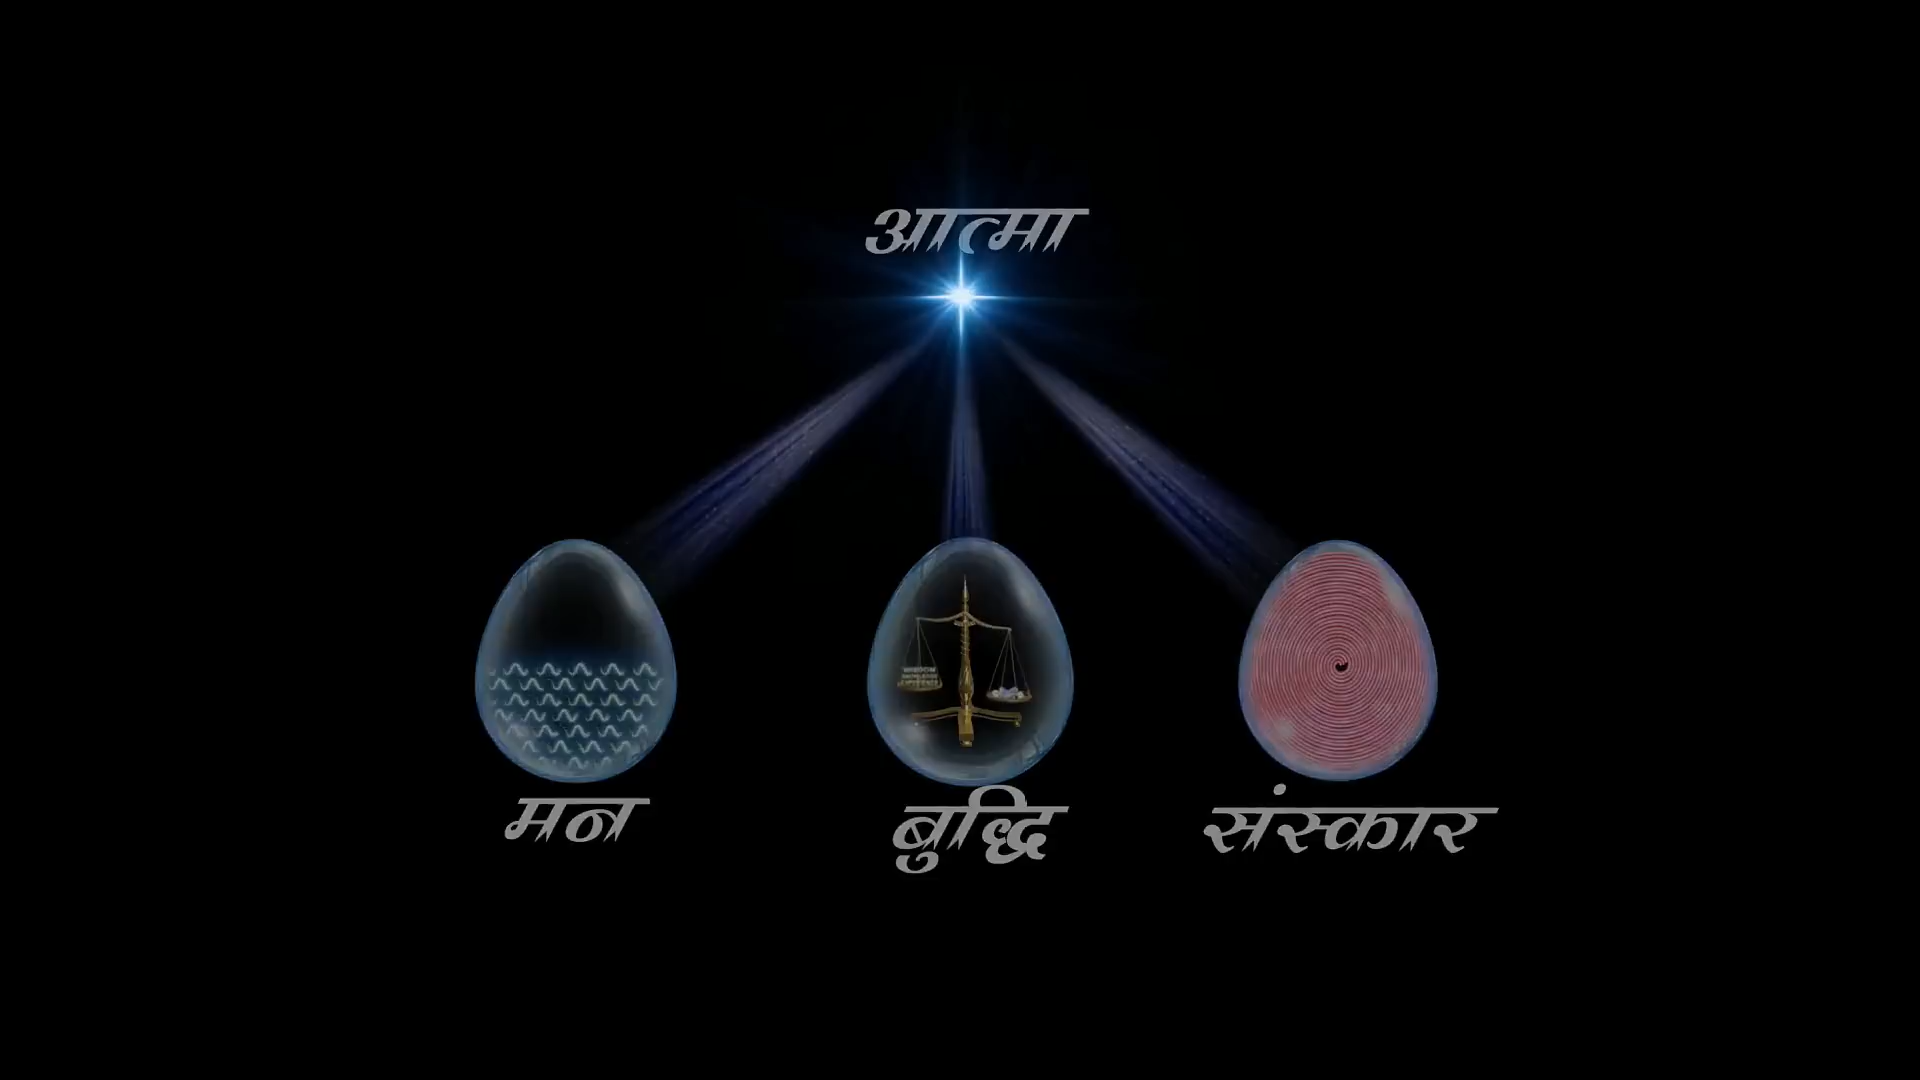 आत्मा
मन
बुद्धि
संस्कार